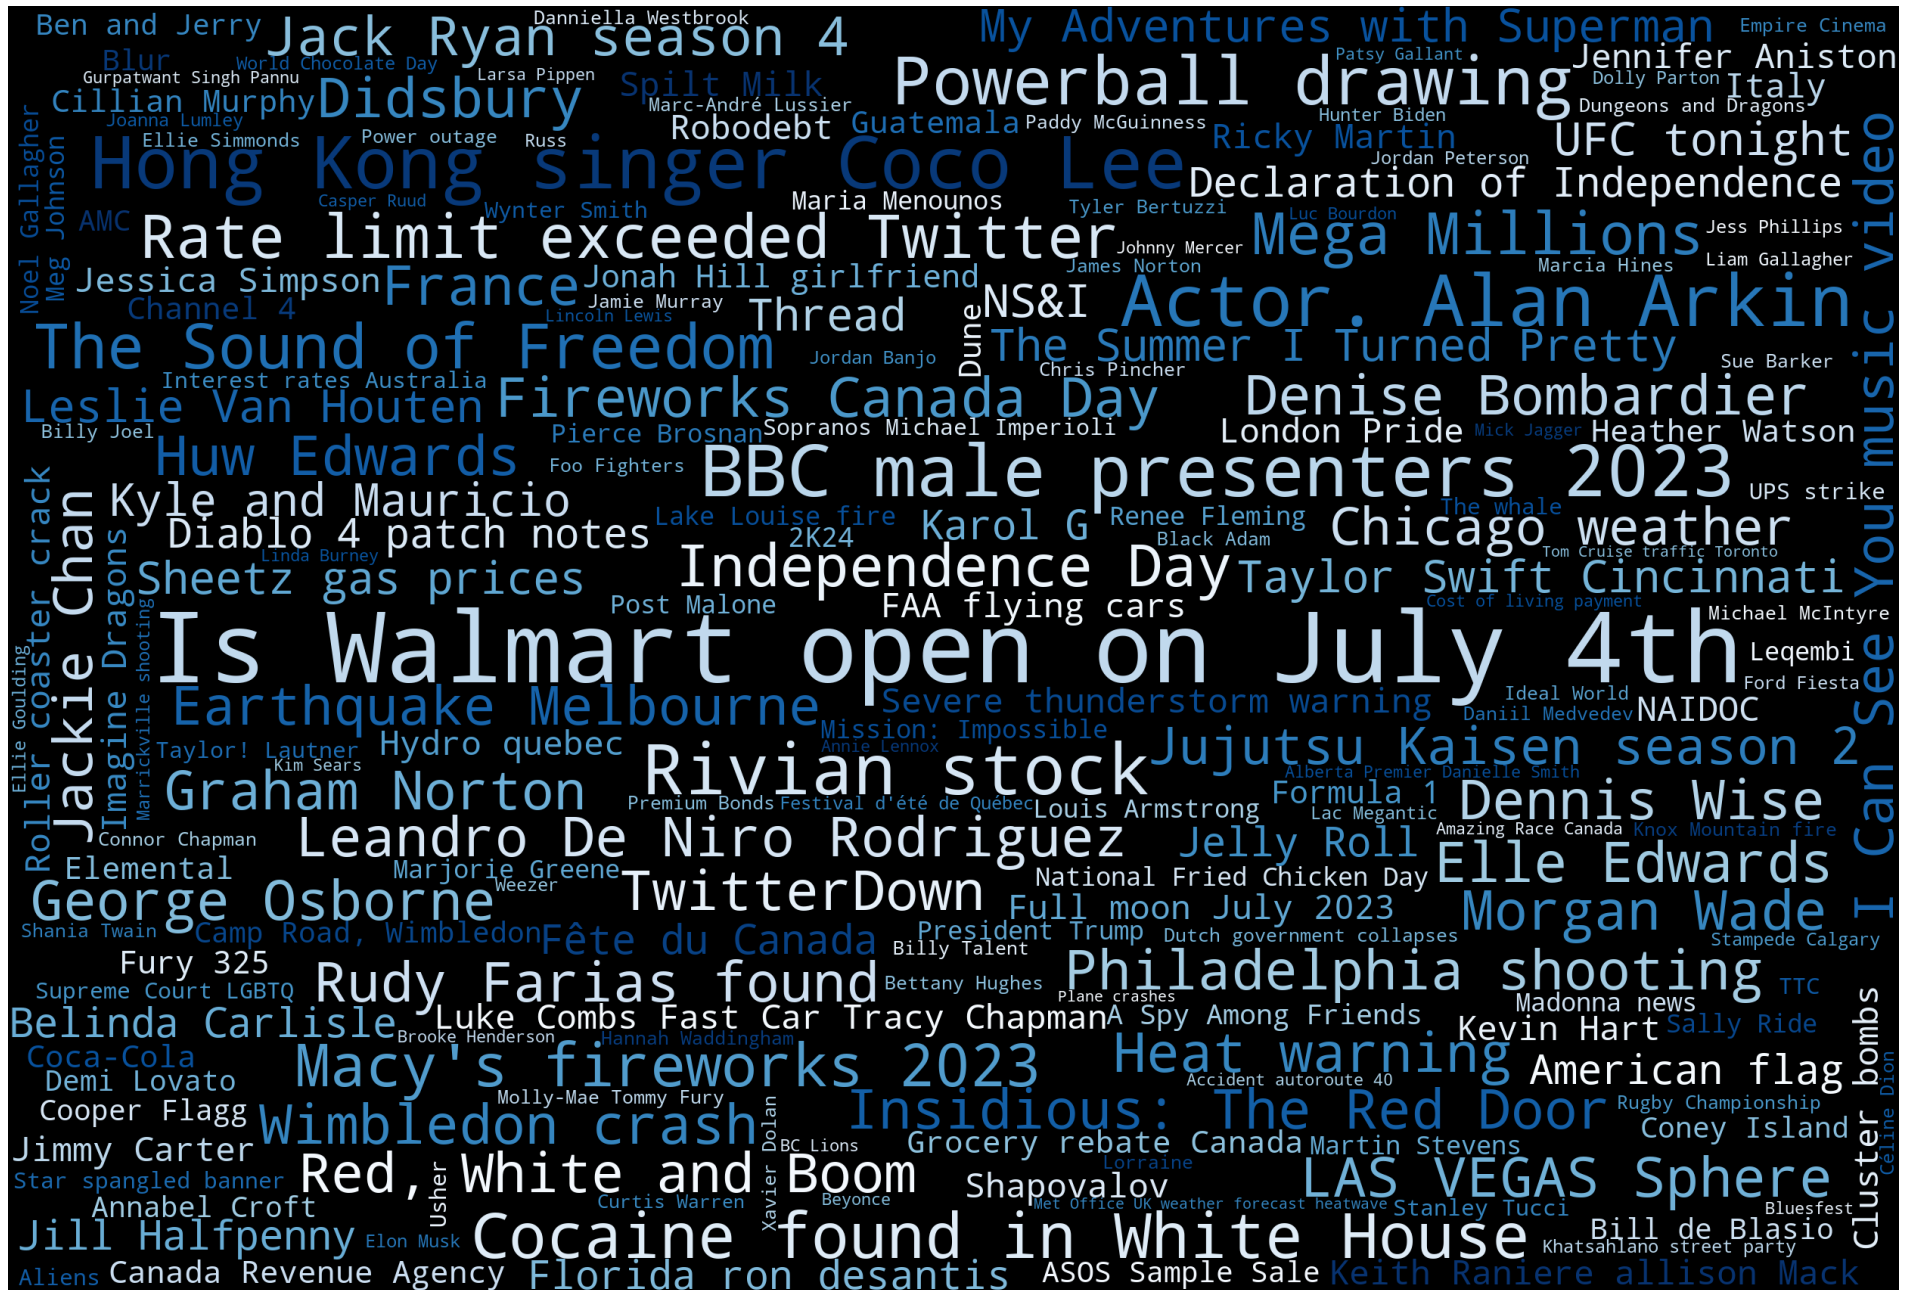 Ben and Jerry
Jack Ryan season 4
Danniella Westbrook
My Adventures with Superman
Empire Cinema
Blur
World Chocolate Day
Gurpatwant Singh Pannu
Larsa Pippen
Spilt Milk
Powerball drawing
Patsy Gallant
Jennifer Aniston
Cillian Murphy
Didsbury
Marc-André Lussier
Dolly Parton
Italy
Dungeons and Dragons
Joanna Lumley
Ellie Simmonds
Power outage
Russ
Robodebt
Guatemala
Paddy McGuinness
Hunter Biden
Ricky Martin
UFC tonight
Noel Gallagher
Meg Johnson
Hong Kong singer Coco Lee
Jordan Peterson
Declaration of Independence
I Can See You music video
AMC
Casper Ruud
Wynter Smith
Maria Menounos
Tyler Bertuzzi
Luc Bourdon
Rate limit exceeded Twitter
Johnny Mercer
Mega Millions
Jess Phillips
Liam Gallagher
Jessica Simpson
France
Jonah Hill girlfriend
James Norton
Marcia Hines
Channel 4
Jamie Murray
Lincoln Lewis
Thread
Dune
NS&I
Actor. Alan Arkin
The Sound of Freedom
Jordan Banjo
The Summer I Turned Pretty
Sue Barker
Interest rates Australia
Chris Pincher
Leslie Van Houten
Fireworks Canada Day
Denise Bombardier
Billy Joel
Pierce Brosnan
Sopranos Michael Imperioli
London Pride
Mick Jagger
Heather Watson
Huw Edwards
Foo Fighters
BBC male presenters 2023
UPS strike
Roller coaster crack
Jackie Chan
Kyle and Mauricio
Lake Louise fire
Karol G
Renee Fleming
The whale
Chicago weather
Imagine Dragons
Diablo 4 patch notes
2K24
Black Adam
Tom Cruise traffic Toronto
Linda Burney
Independence Day
Sheetz gas prices
Taylor Swift Cincinnati
Marrickville shooting
Post Malone
FAA flying cars
Cost of living payment
Michael McIntyre
Is Walmart open on July 4th
Leqembi
Ellie Goulding
Ford Fiesta
Earthquake Melbourne
Severe thunderstorm warning
Ideal World
Daniil Medvedev
NAIDOC
Taylor! Lautner
Hydro quebec
Mission: Impossible
Annie Lennox
Jujutsu Kaisen season 2
Kim Sears
Rivian stock
Alberta Premier Danielle Smith
Graham Norton
Premium Bonds
Festival d'été de Québec
Louis Armstrong
Formula 1
Lac Megantic
Dennis Wise
Connor Chapman
Leandro De Niro Rodriguez
Jelly Roll
Amazing Race Canada
Knox Mountain fire
Elemental
Marjorie Greene
Elle Edwards
George Osborne
Weezer
TwitterDown
National Fried Chicken Day
Full moon July 2023
Morgan Wade
Shania Twain
Camp Road, Wimbledon
Fête du Canada
President Trump
Dutch government collapses
Stampede Calgary
Fury 325
Billy Talent
Supreme Court LGBTQ
Rudy Farias found
Bettany Hughes
Philadelphia shooting
TTC
Plane crashes
Madonna news
Belinda Carlisle
Luke Combs Fast Car Tracy Chapman
A Spy Among Friends
Kevin Hart
Sally Ride
Cluster bombs
Brooke Henderson
Hannah Waddingham
Coca-Cola
Macy's fireworks 2023
Heat warning
American flag
Céline Dion
Demi Lovato
Accident autoroute 40
Cooper Flagg
Molly-Mae Tommy Fury
Xavier Dolan
Insidious: The Red Door
Rugby Championship
Wimbledon crash
Coney Island
Jimmy Carter
BC Lions
Grocery rebate Canada
Martin Stevens
Star spangled banner
Red, White and Boom
Lorraine
LAS VEGAS Sphere
Usher
Shapovalov
Annabel Croft
Curtis Warren
Beyonce
Met Office UK weather forecast heatwave
Stanley Tucci
Bluesfest
Jill Halfpenny
Elon Musk
Cocaine found in White House
Bill de Blasio
Khatsahlano street party
Aliens
Canada Revenue Agency
Florida ron desantis
ASOS Sample Sale
Keith Raniere allison Mack